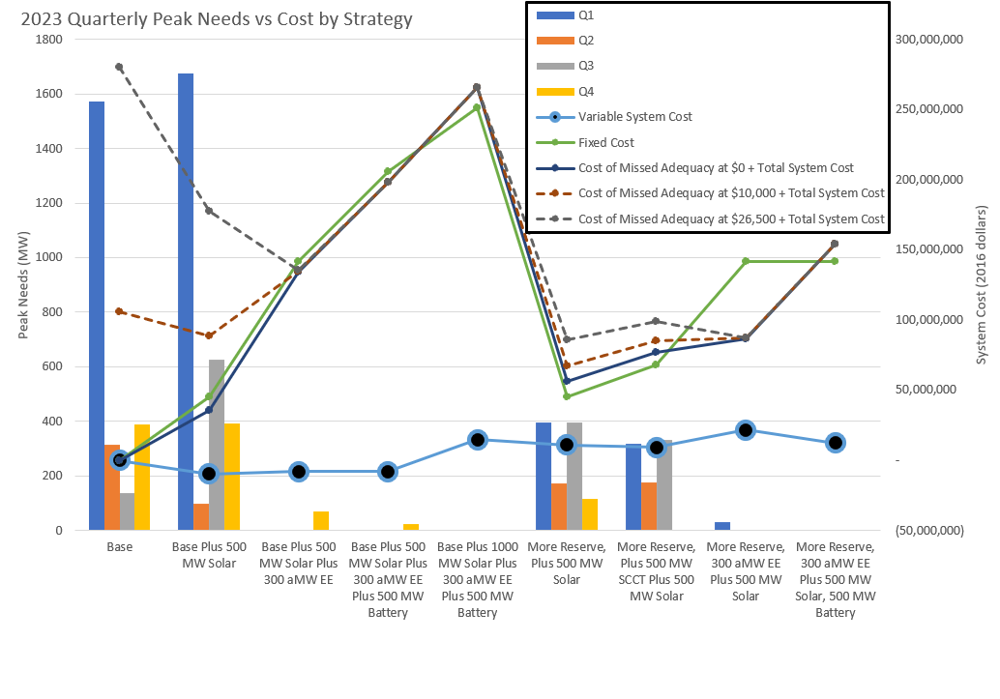 2023 Quarterly Peak Needs vs Cost by Strategy
Q1
Q2
Q3
Q4
Variable System Cost
Fixed Cost
Cost of Missed Adequacy at $0 + Total System Cost
Cost of Missed Adequacy at $10,000 + Total System Cost
Cost of Missed Adequacy at $26,500 + Total System Cost
Peak Needs (MW)
1800
1600
1400
1200
1000
800
600
400
200
0
300,000,000
250,000,000
200,000,000
150,000,000
100,000,000
50,000,000
-
(50,000,000)
System Cost (2016 dollars)
Base
Base Plus 500
MW Solar
Base Plus 500
MW Solar Plus
300 aMW EE
Base Plus 500
MW Solar Plus
300 aMW EE
Plus 500 MW
Battery
Base Plus 1000
MW Solar Plus
300 aMW EE
Plus 500 MW
Battery
More Reserve,
Plus 500 MW
Solar
More Reserve,
Plus 500 MW
SCCT Plus 500
MW Solar
More Reserve,
300 aMW EE
Plus 500 MW
Solar
More Reserve,
300 aMW EE
Plus 500 MW
Solar, 500 MW
Battery